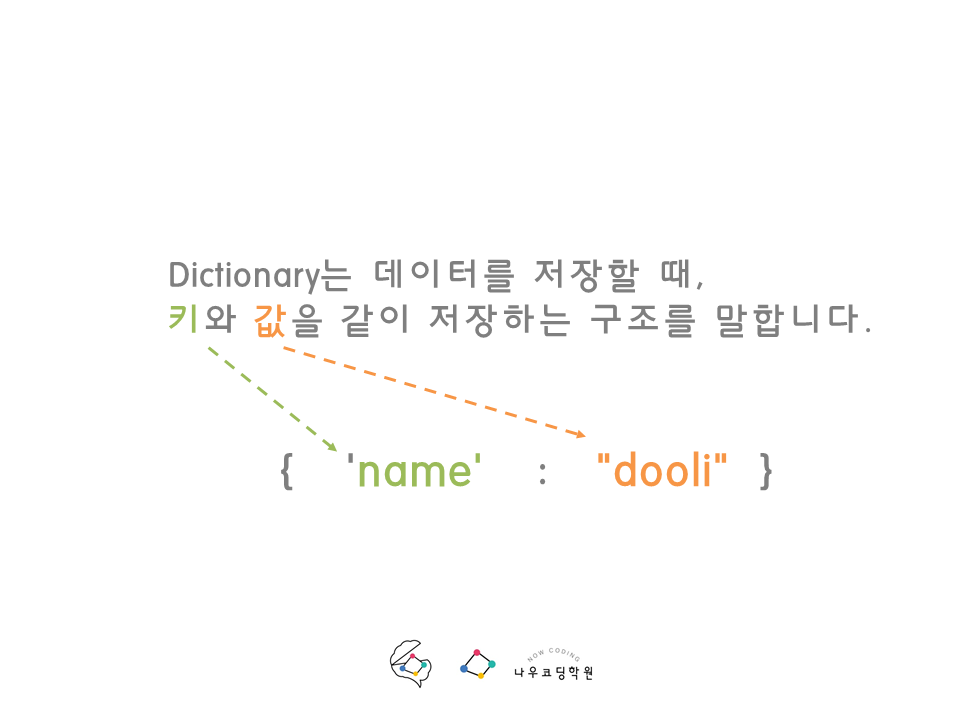 Dictionary는 데이터를 저장할 때,
키와 값을 같이 저장하는 구조를 말합니다.
{ 'name' : "dooli" }
NOW CODING
나우코딩학원